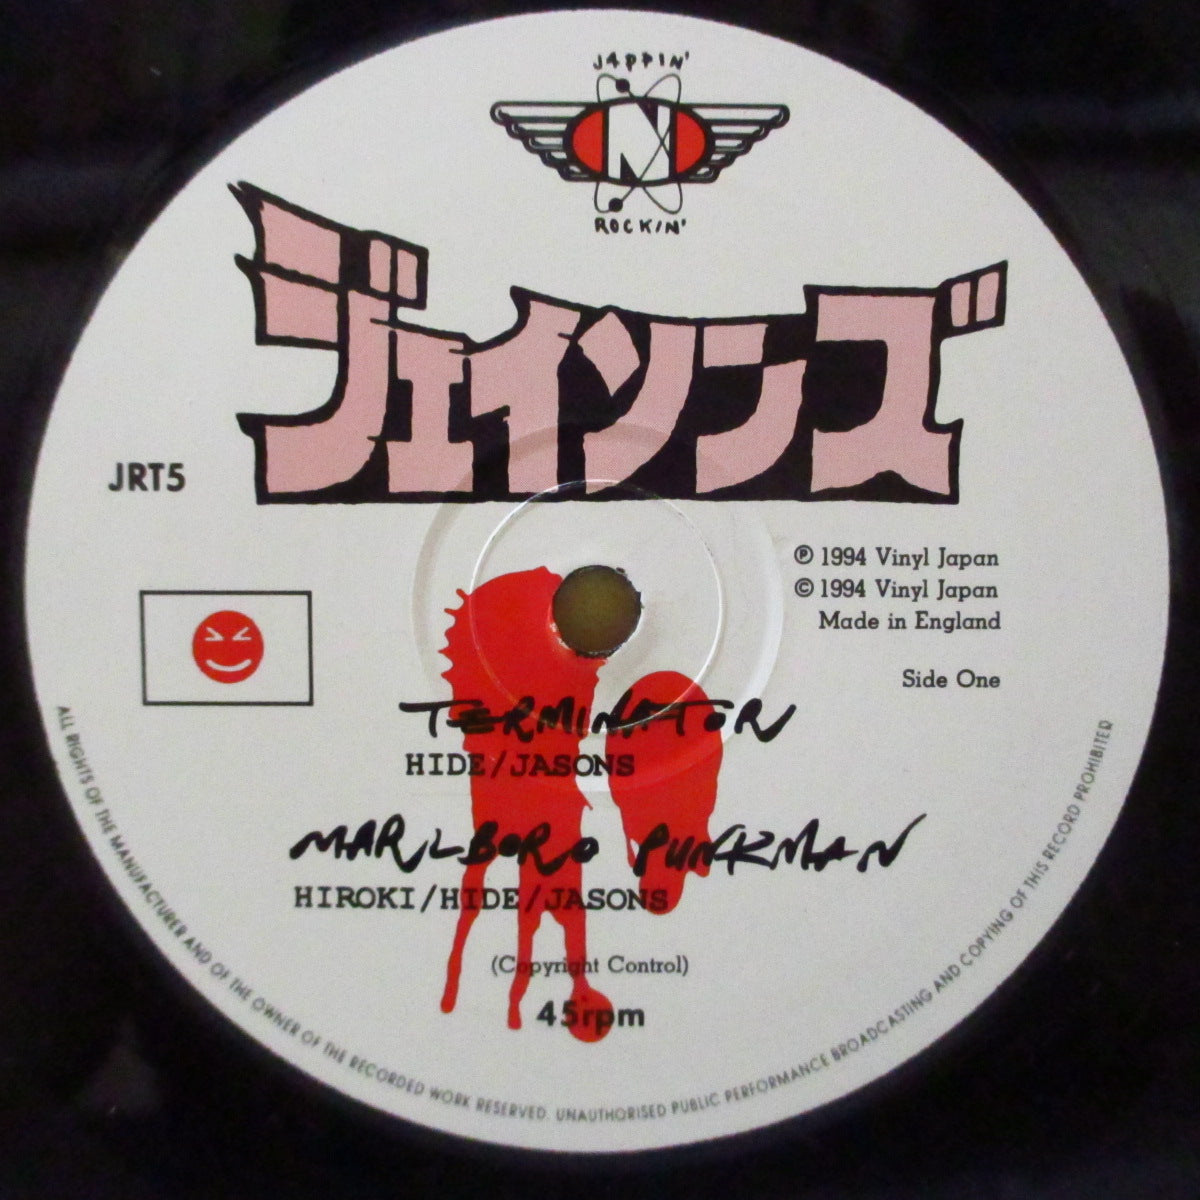 JAPPIN'
N
ROCKIN'
ジェイソンズ
JRT5
℗ 1994 Vinyl Japan
© 1994 Vinyl Japan
Made in England
Side One
TERMINATOR
HIDE/JASONS
MARLBORO PUNKMAN
HIROKI/HIDE/JASONS
(Copyright Control)
45rpm
ALL RIGHTS OF THE MANUFACTURER AND OF THE OWNER OF THE RECORDED WORK RESERVED. UNAUTHORISED PUBLIC PERFORMANCE BROADCASTING AND COPYING OF THIS RECORD PROHIBITER